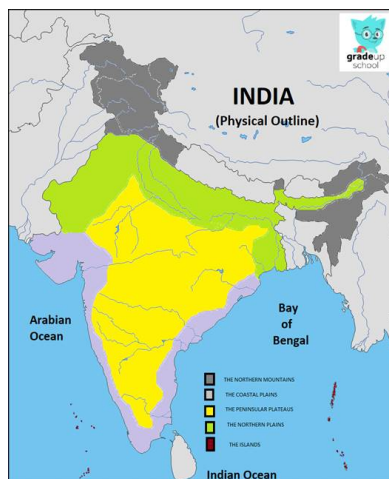 gradeup
school
INDIA
(Physical Outline)
Arabian
Ocean
Bay
of
Bengal
THE NORTHERN MOUNTAINS
THE COASTAL PLAINS
THE PENINSULAR PLATEAUS
THE NORTHERN PLAINS
THE ISLANDS
Indian Ocean